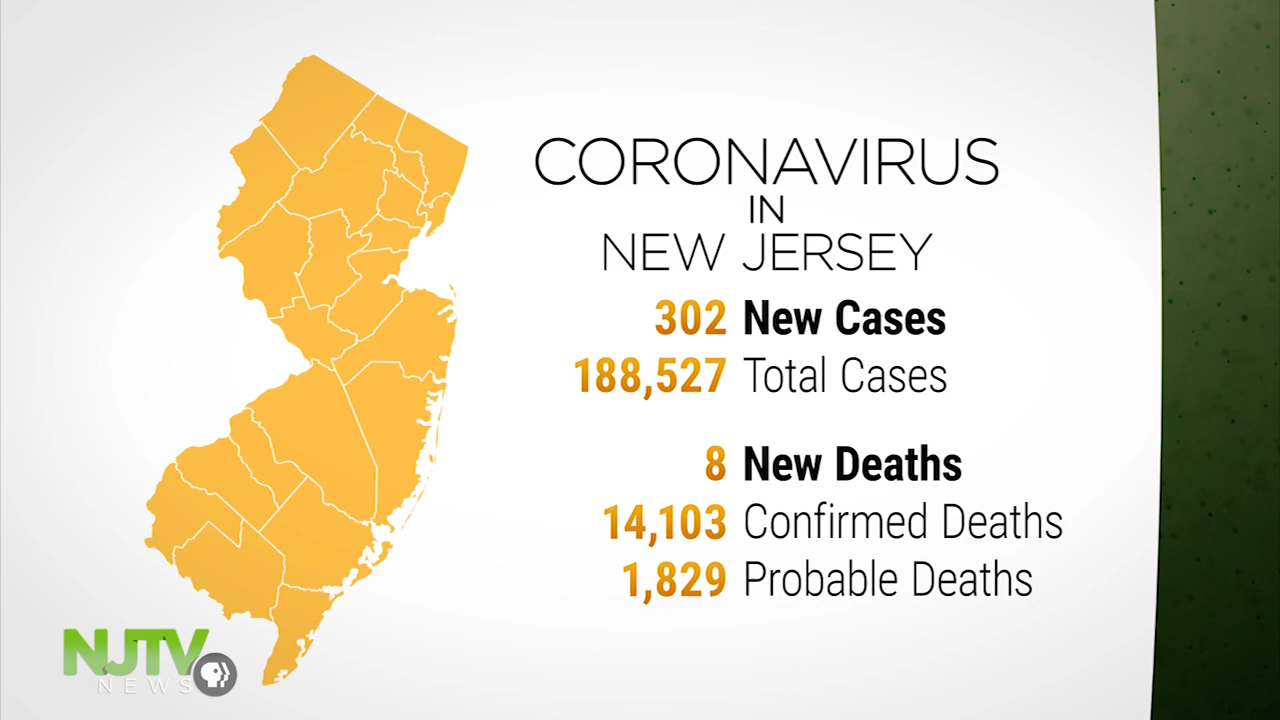 CORONAVIRUS
IN
NEW JERSEY
302 New Cases
188,527 Total Cases
8 New Deaths
14,103 Confirmed Deaths
1,829 Probable Deaths
NJTV
NEWS